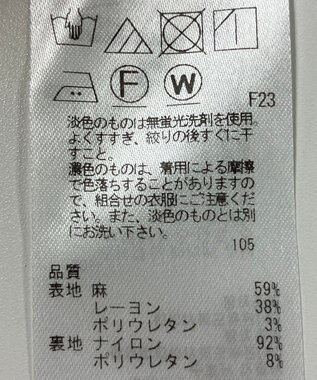 F
W
F23
淡色のものは無蛍光洗剤を使用。
よくすすぎ、絞りの後すぐに干
すこと。
濃色のものは、着用による摩擦
で色落ちすることがありますの
で、組合せの衣服にご注意くだ
さい。また、淡色のものとは別
にお洗い下さい。
105
品質
表地 麻 59%
レーヨン 38%
ポリウレタン 3%
裏地 ナイロン 92%
ポリウレタン 8%